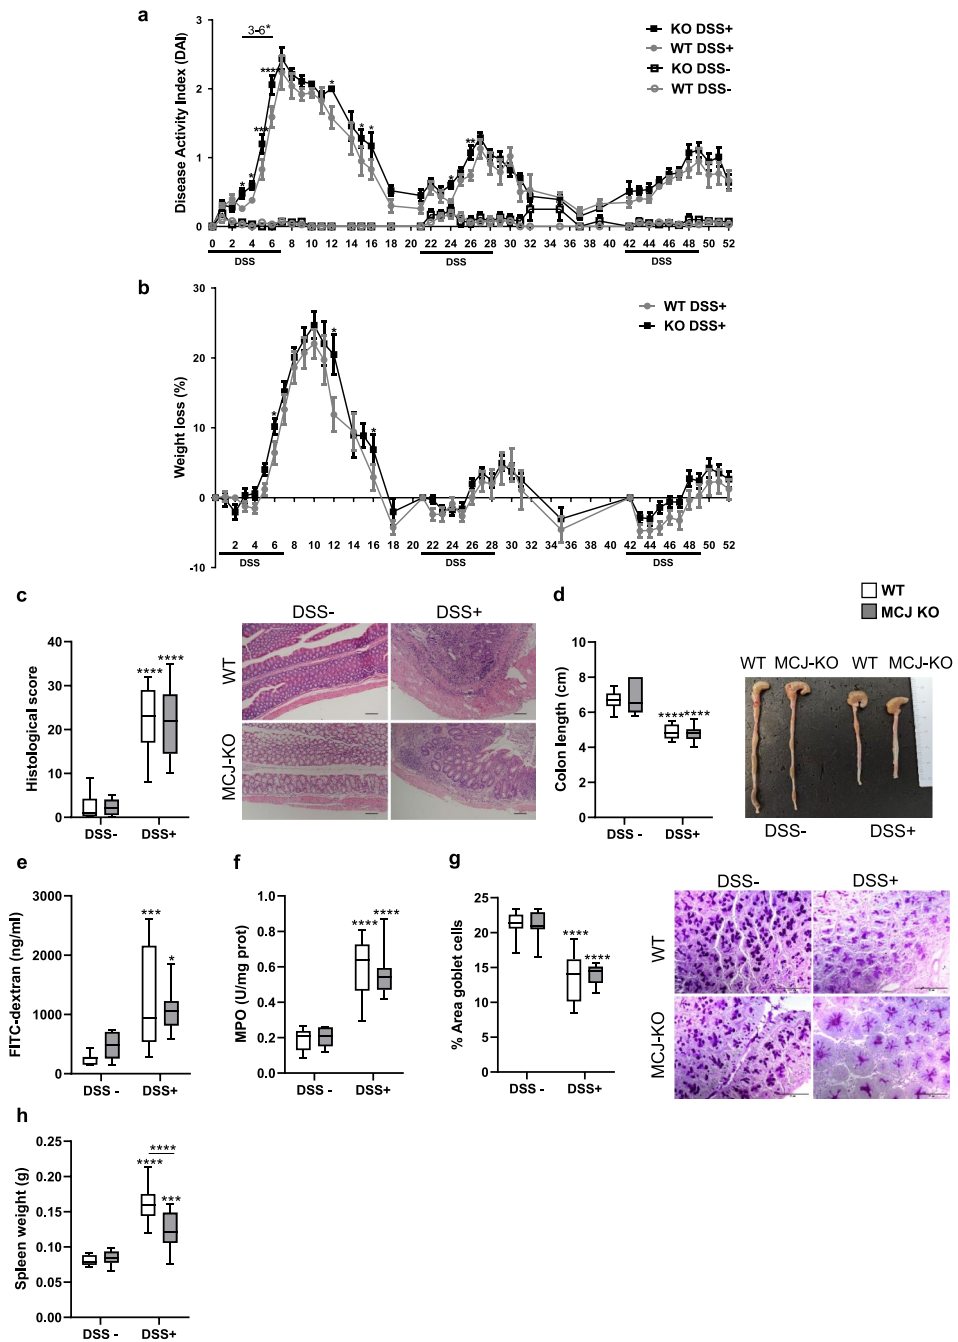 a
3
2
1
0
Disease Activity Index (DAI)
3-6*
* * *** *** * * * * **
KO DSS+
WT DSS+
KO DSS-
WT DSS-
0 2 4 6 8 10 12 14 16 18 20 22 24 26 28 30 32 34 36 38 40 42 44 46 48 50 52
DSS DSS DSS
b
30
20
10
0
-10
Weight loss (%)
* * *
WT DSS+
KO DSS+
2 4 6 8 10 12 14 16 18 20 22 24 26 28 30 32 34 36 38 40 42 44 46 48 50 52
DSS DSS DSS
WT
MCJ KO
c
40
30
20
10
0
Histological score
**** ****
DSS- DSS+
DSS- DSS+
WT
MCJ-KO
d
8
6
4
2
0
Colon length (cm)
**** ****
DSS - DSS+
WT MCJ-KO WT MCJ-KO
DSS- DSS+
e
3000
2000
1000
0
FITC-dextran (ng/ml)
*** *
DSS - DSS+
f
0.8
0.6
0.4
0.2
0.0
MPO (U/mg prot)
**** ****
DSS - DSS+
g
25
20
15
10
5
0
% Area goblet cells
**** ****
DSS - DSS+
DSS- DSS+
WT
MCJ-KO
h
0.25
0.20
0.15
0.10
0.05
0.00
Spleen weight (g)
****
**** ***
DSS - DSS+